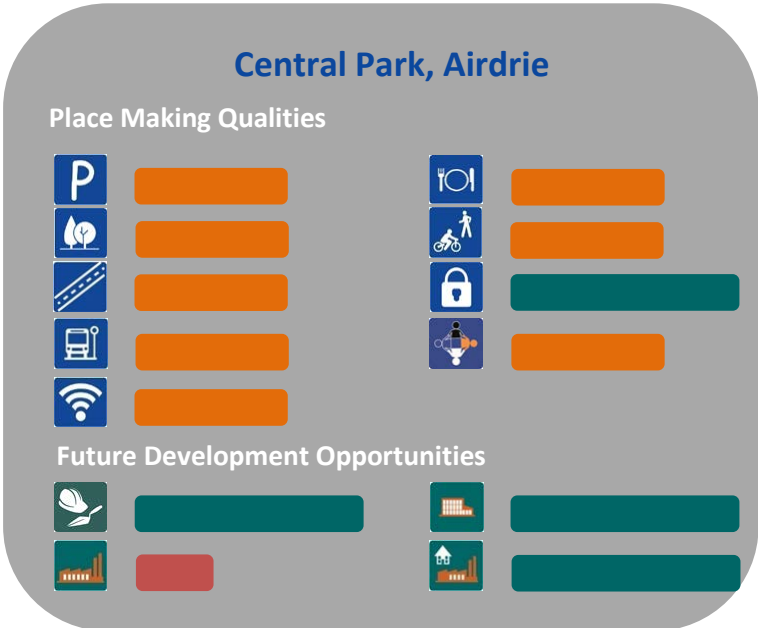 Central Park, Airdrie
Place Making Qualities
P
Future Development Opportunities